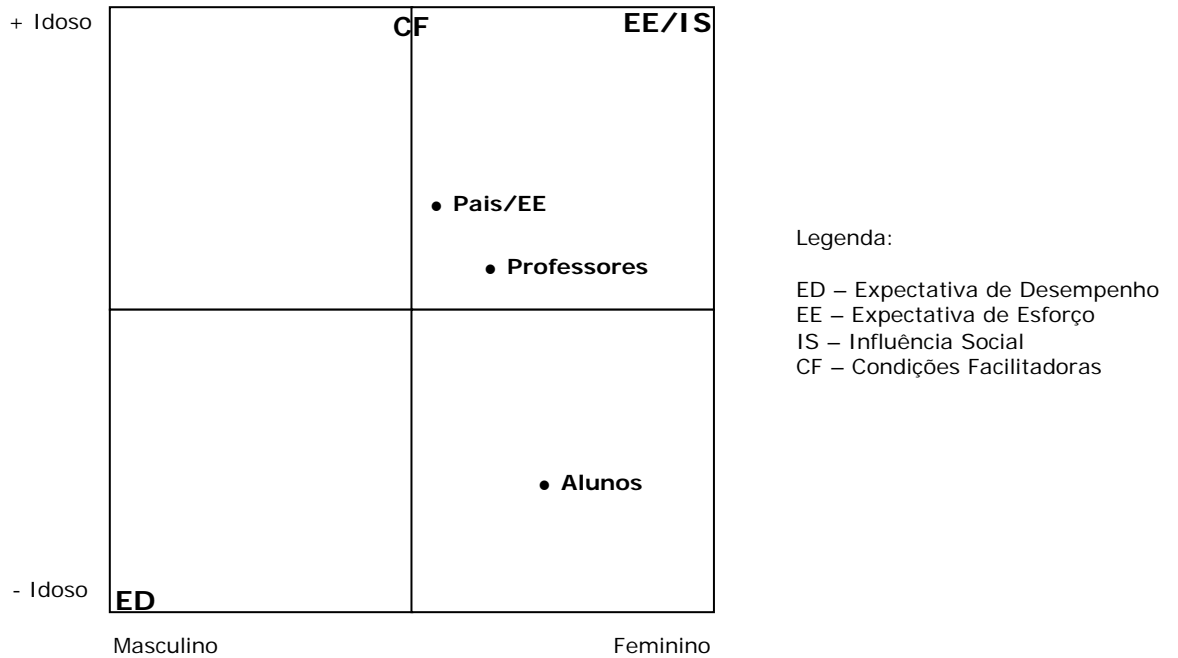 + Idoso
CF
EE/IS
• Pais/EE
• Professores
• Alunos
- Idoso
ED
Masculino
Feminino
Legenda:
ED – Expectativa de Desempenho
EE – Expectativa de Esforço
IS – Influência Social
CF – Condições Facilitadoras